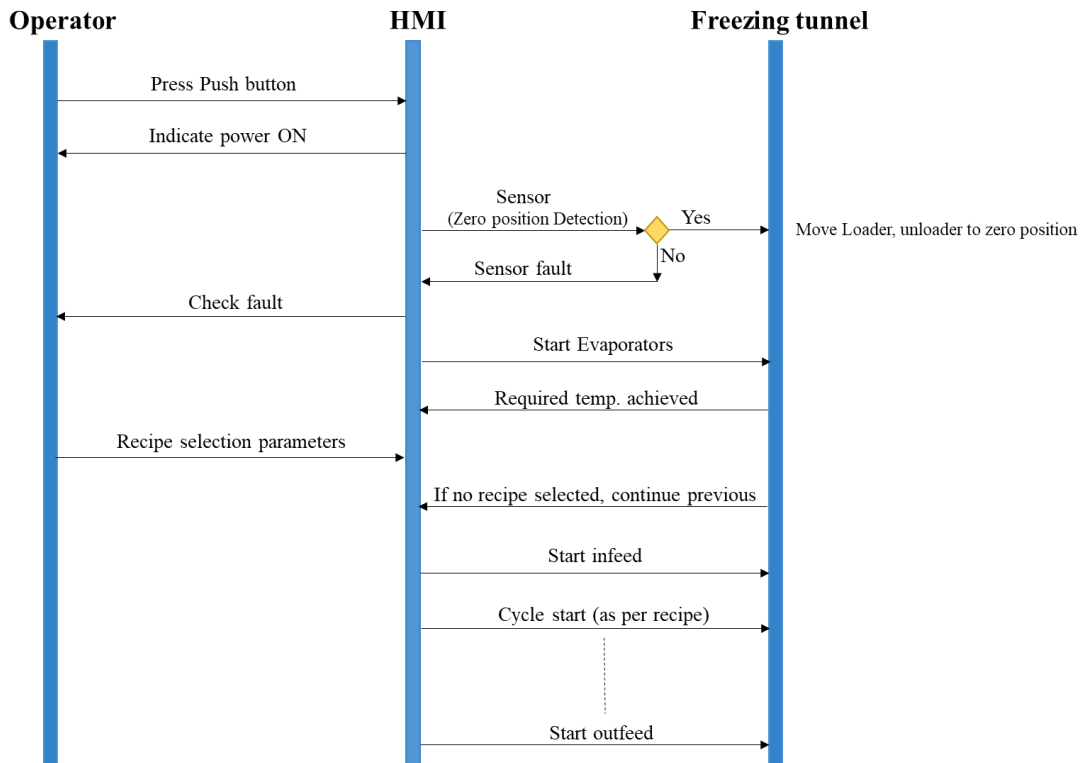 Operator
HMI
Freezing tunnel
Press Push button
Indicate power ON
Sensor
(Zero position Detection)
Yes
Move Loader, unloader to zero position
No
Sensor fault
Check fault
Start Evaporators
Required temp. achieved
Recipe selection parameters
If no recipe selected, continue previous
Start infeed
Cycle start (as per recipe)
Start outfeed